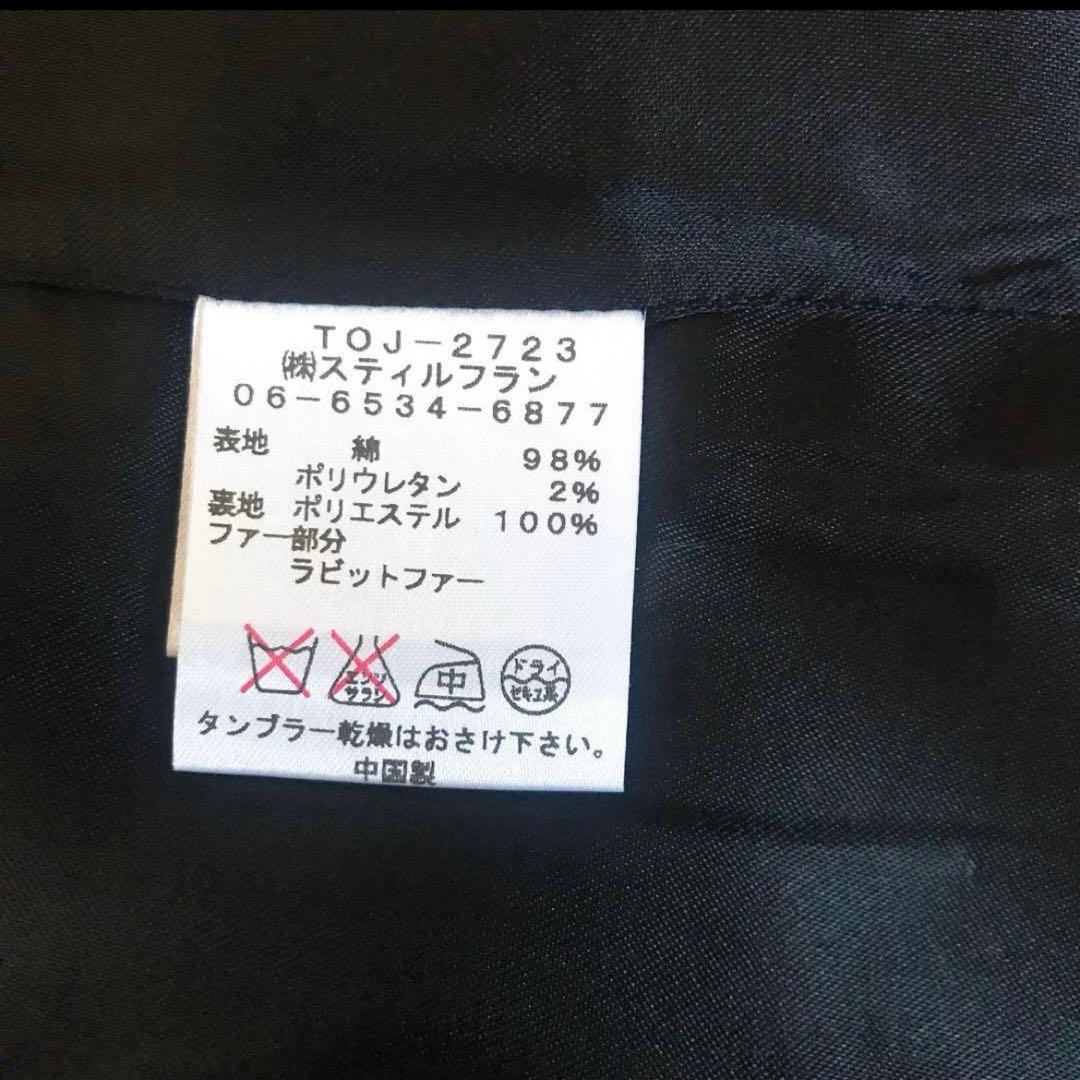 TOJ-2723
㈱スティルフラン
06-6534-6877
表地 綿 98%
ポリウレタン 2%
裏地 ポリエステル 100%
ファー部分
ラビットファー
エンソ
サラシ
中
ドライ
セキユ系
タンブラー乾燥はおさけ下さい。
中国製